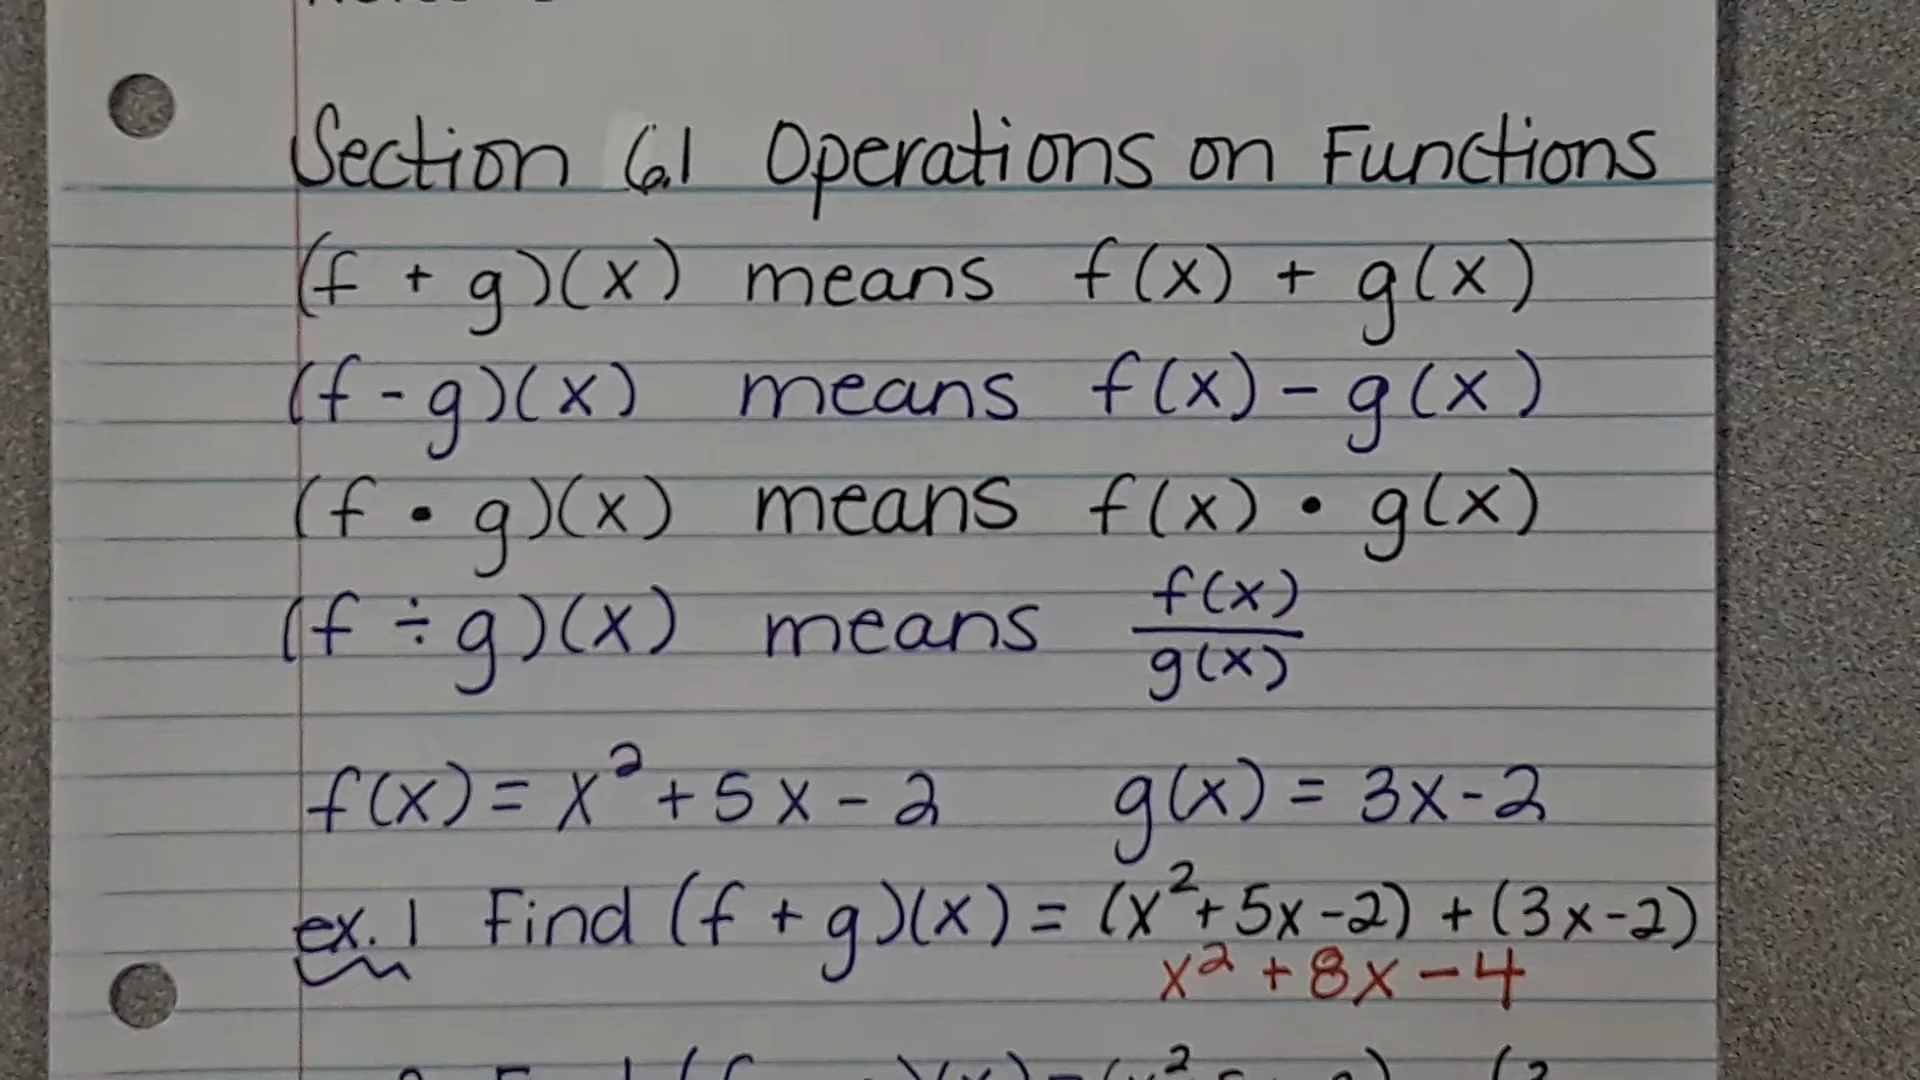 Section 6.1 Operations on Functions
(f + g)(x) means f(x) + g(x)
(f - g)(x) means f(x) - g(x)
(f • g)(x) means f(x) • g(x)
(f ÷ g)(x) means f(x)/g(x)
f(x) = x² + 5x - 2 g(x) = 3x - 2
ex. 1 Find (f + g)(x) = (x² + 5x - 2) + (3x - 2)
x² + 8x - 4